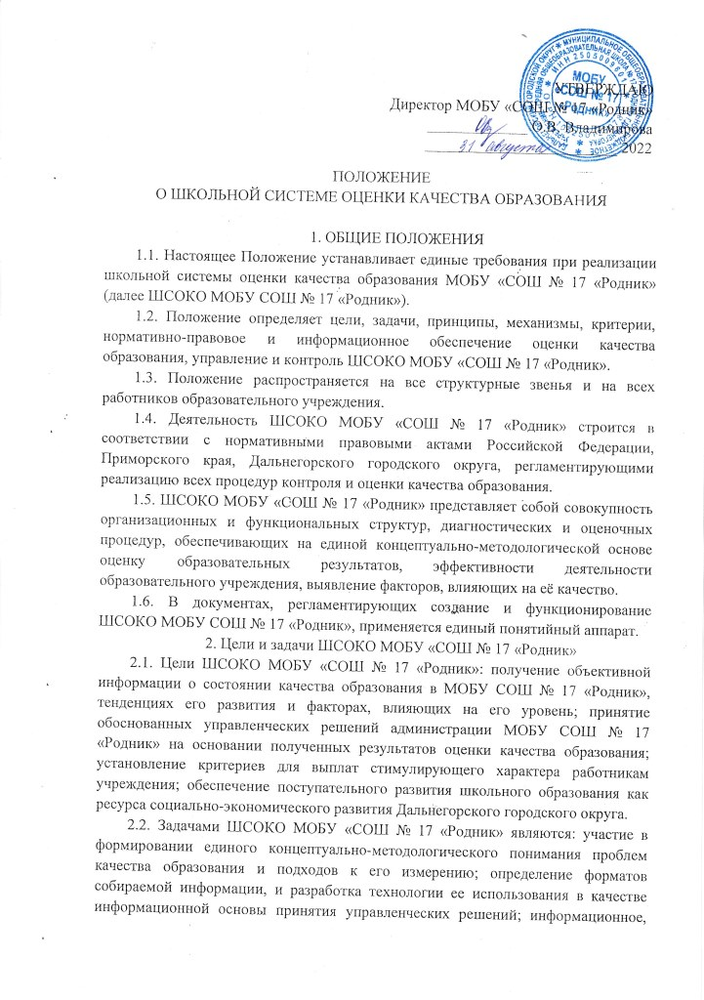 УТВЕРЖДАЮ
Директор МОБУ «СОШ № 17 «Родник»
О.В. Владимирова
31 августа 2022
МОБУ
«СОШ № 17
«Родник»
ПОЛОЖЕНИЕ
О ШКОЛЬНОЙ СИСТЕМЕ ОЦЕНКИ КАЧЕСТВА ОБРАЗОВАНИЯ
1. ОБЩИЕ ПОЛОЖЕНИЯ
1.1. Настоящее Положение устанавливает единые требования при реализации
школьной системы оценки качества образования МОБУ «СОШ № 17 «Родник»
(далее ШСОКО МОБУ СОШ № 17 «Родник»).
1.2. Положение определяет цели, задачи, принципы, механизмы, критерии,
нормативно-правовое и информационное обеспечение оценки качества
образования, управление и контроль ШСОКО МОБУ «СОШ № 17 «Родник».
1.3. Положение распространяется на все структурные звенья и на всех
работников образовательного учреждения.
1.4. Деятельность ШСОКО МОБУ «СОШ № 17 «Родник» строится в
соответствии с нормативными правовыми актами Российской Федерации,
Приморского края, Дальнегорского городского округа, регламентирующими
реализацию всех процедур контроля и оценки качества образования.
1.5. ШСОКО МОБУ «СОШ № 17 «Родник» представляет собой совокупность
организационных и функциональных структур, диагностических и оценочных
процедур, обеспечивающих на единой концептуально-методологической основе
оценку образовательных результатов, эффективности деятельности
образовательного учреждения, выявление факторов, влияющих на её качество.
1.6. В документах, регламентирующих создание и функционирование
ШСОКО МОБУ СОШ № 17 «Родник», применяется единый понятийный аппарат.
2. Цели и задачи ШСОКО МОБУ «СОШ № 17 «Родник»
2.1. Цели ШСОКО МОБУ «СОШ № 17 «Родник»: получение объективной
информации о состоянии качества образования в МОБУ СОШ № 17 «Родник»,
тенденциях его развития и факторах, влияющих на его уровень; принятие
обоснованных управленческих решений администрации МОБУ СОШ № 17
«Родник» на основании полученных результатов оценки качества образования;
установление критериев для выплат стимулирующего характера работникам
учреждения; обеспечение поступательного развития школьного образования как
ресурса социально-экономического развития Дальнегорского городского округа.
2.2. Задачами ШСОКО МОБУ «СОШ № 17 «Родник» являются: участие в
формировании единого концептуально-методологического понимания проблем
качества образования и подходов к его измерению; определение форматов
собираемой информации, и разработка технологии ее использования в качестве
информационной основы принятия управленческих решений; информационное,